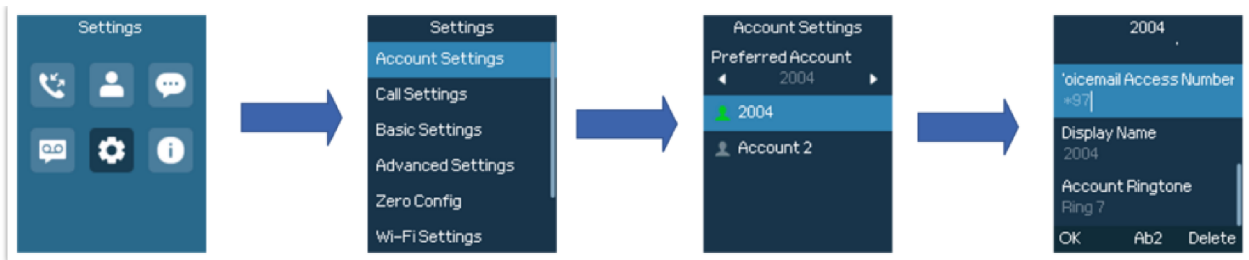 Settings
Settings
Account Settings
Call Settings
Basic Settings
Advanced Settings
Zero Config
Wi-Fi Settings
Account Settings
Preferred Account
2004
2004
Account 2
2004
'oicemail Access Number
*97
Display Name
2004
Account Ringtone
Ring 7
OK Ab2 Delete